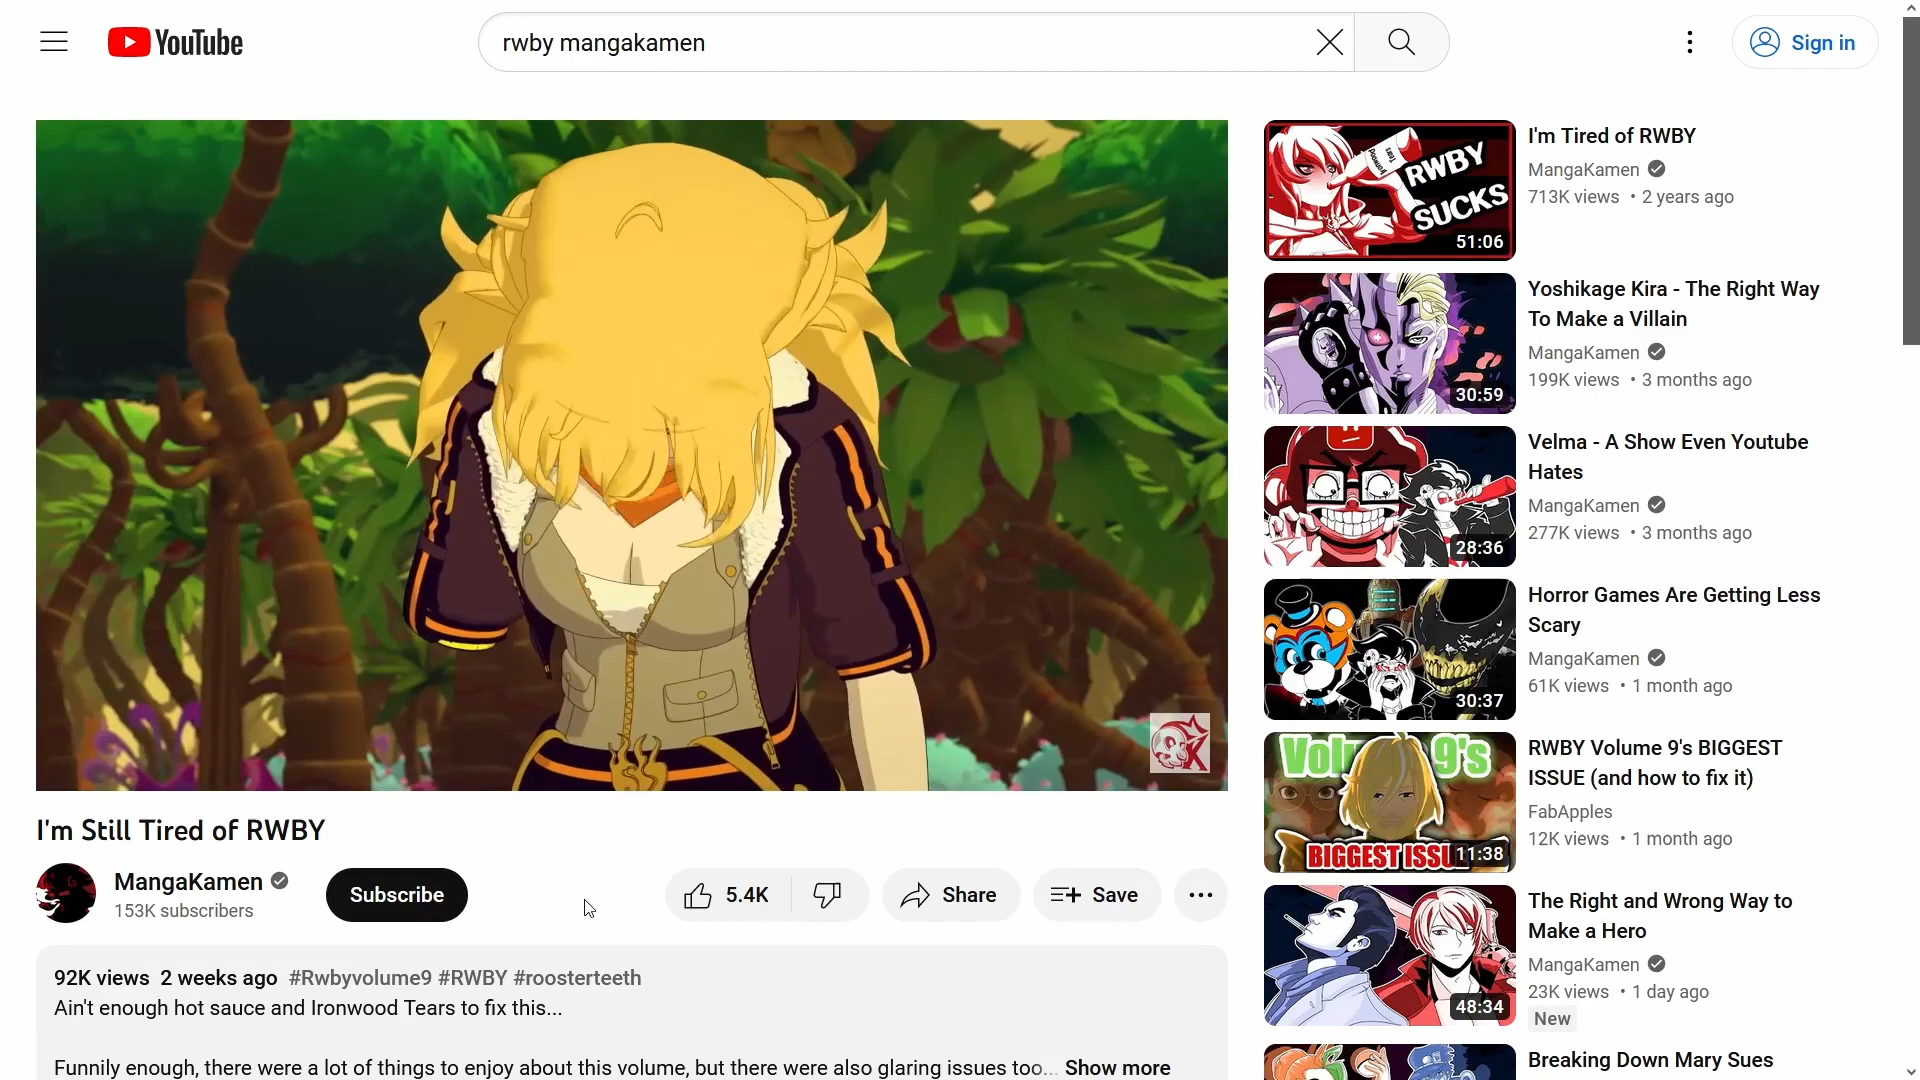 YouTube
rwby mangakamen
Sign in
I'm Still Tired of RWBY
MangaKamen
153K subscribers
Subscribe
5.4K
Share
Save
92K views 2 weeks ago #Rwbyvolume9 #RWBY #roosterteeth
Ain't enough hot sauce and Ironwood Tears to fix this...
Funnily enough, there were a lot of things to enjoy about this volume, but there were also glaring issues too... Show more
Ironwood Tears
RWBY
SUCKS
51:06
I'm Tired of RWBY
MangaKamen
713K views • 2 years ago
30:59
Yoshikage Kira - The Right Way
To Make a Villain
MangaKamen
199K views • 3 months ago
28:36
Velma - A Show Even Youtube
Hates
MangaKamen
277K views • 3 months ago
30:37
Horror Games Are Getting Less
Scary
MangaKamen
61K views • 1 month ago
9's
BIGGEST
11:38
RWBY Volume 9's BIGGEST
ISSUE (and how to fix it)
FabApples
12K views • 1 month ago
48:34
The Right and Wrong Way to
Make a Hero
MangaKamen
23K views • 1 day ago
New
Breaking Down Mary Sues